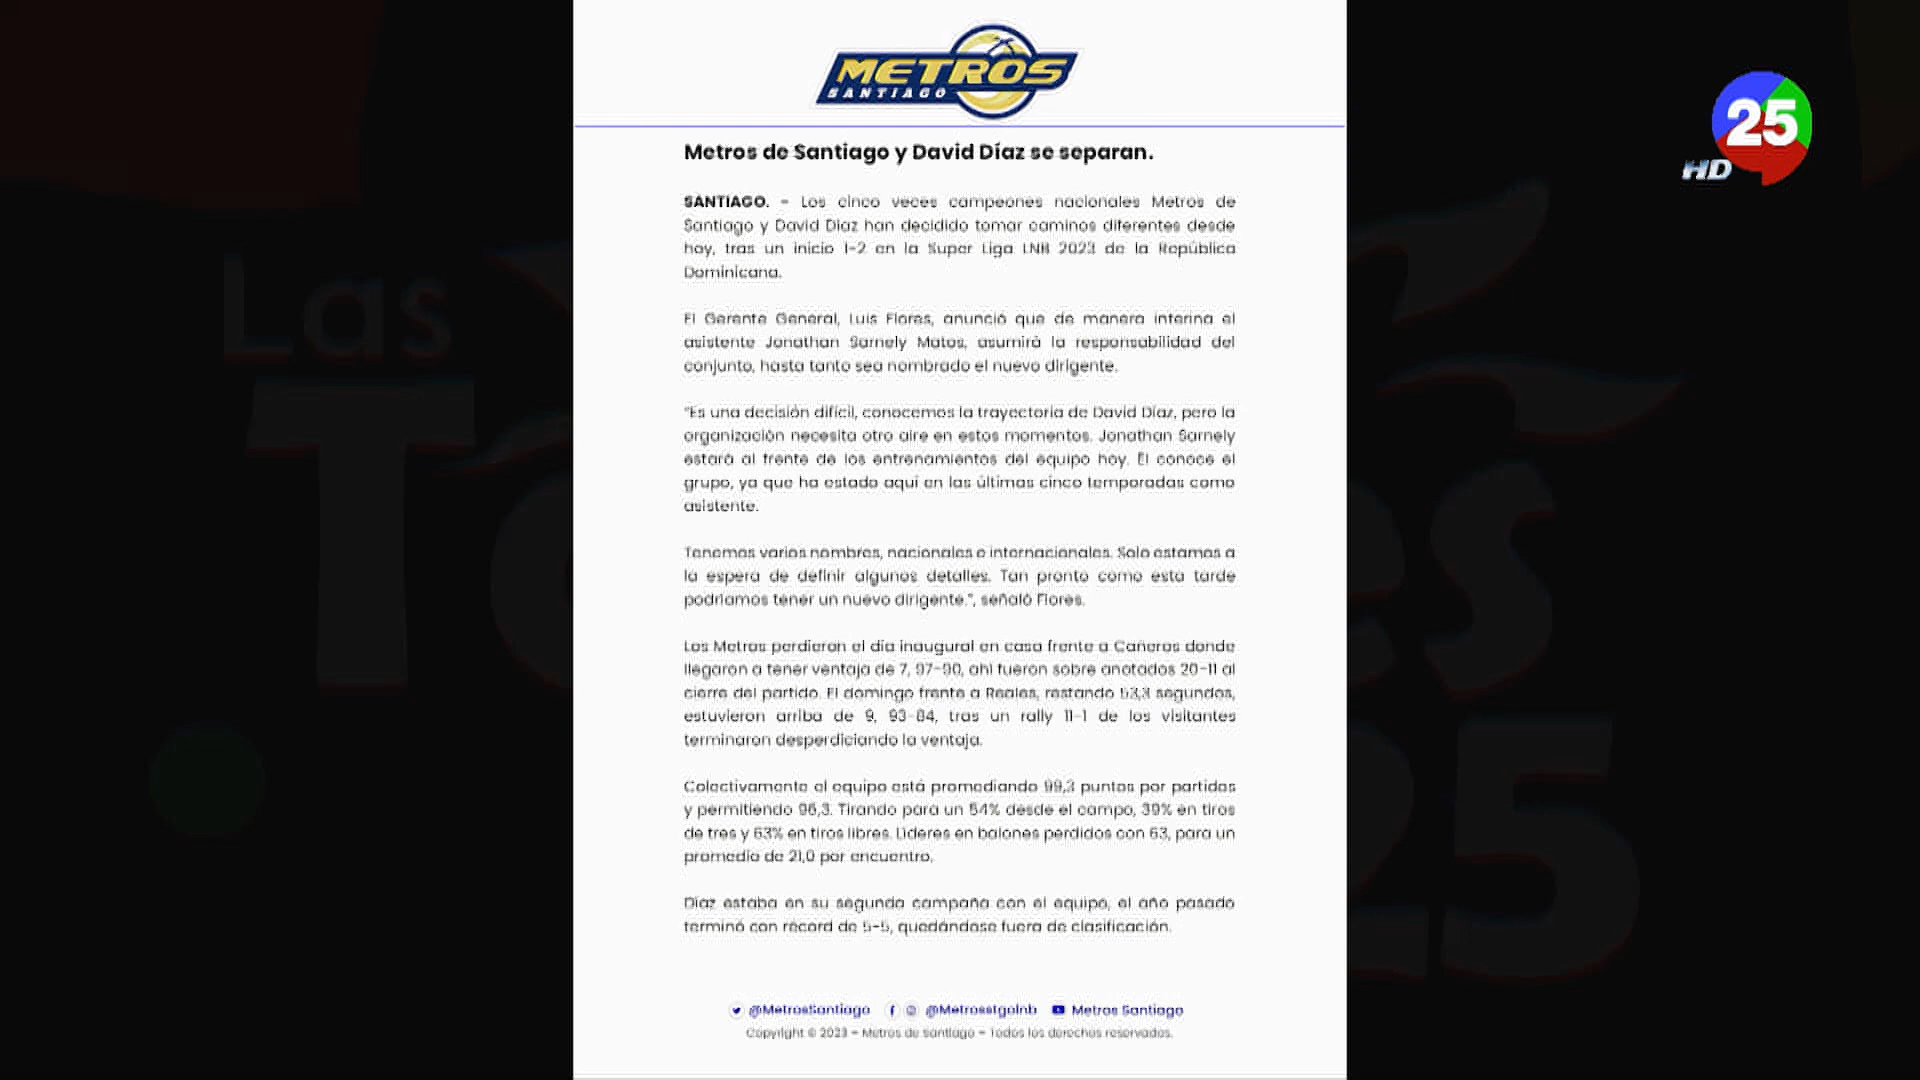 METROS
SANTIAGO
25
HD
Metros de Santiago y David Díaz se separan.
SANTIAGO. - Los cinco veces campeones nacionales Metros de
Santiago y David Díaz han decidido tomar caminos diferentes desde
hoy, tras un inicio 1-2 en la Super Liga LNB 2023 de la República
Dominicana.
El Gerente General, Luis Flores, anunció que de manera interina el
asistente Jonathan Sarnely Matos, asumirá la responsabilidad del
conjunto, hasta tanto sea nombrado el nuevo dirigente.
“Es una decisión difícil, conocemos la trayectoria de David Díaz, pero la
organización necesita otro aire en estos momentos. Jonathan Sarnely
estará al frente de los entrenamientos del equipo hoy. Él conoce el
grupo, ya que ha estado aquí en las últimas cinco temporadas como
asistente.
Tenemos varios nombres, nacionales e internacionales. Solo estamos a
la espera de definir algunos detalles. Tan pronto como esta tarde
podríamos tener un nuevo dirigente.”, señaló Flores.
Los Metros perdieron el día inaugural en casa frente a Cañeros donde
llegaron a tener ventaja de 7, 97-90, ahí fueron sobre anotados 20-11 al
cierre del partido. El domingo frente a Reales, restando 53,3 segundos,
estuvieron arriba de 9, 93-84, tras un rally 11-1 de los visitantes
terminaron desperdiciando la ventaja.
Colectivamente el equipo está promediando 99,3 puntos por partidos
y permitiendo 96,3. Tirando para un 54% desde el campo, 39% en tiros
de tres y 63% en tiros libres. Líderes en balones perdidos con 63, para un
promedio de 21,0 por encuentro.
Díaz estaba en su segunda campaña con el equipo, el año pasado
terminó con récord de 5-5, quedándose fuera de clasificación.
@MetrosSantiago @Metrosstgolnb Metros Santiago
Copyright © 2023 – Metros de Santiago – Todos los derechos reservados.
Las
25